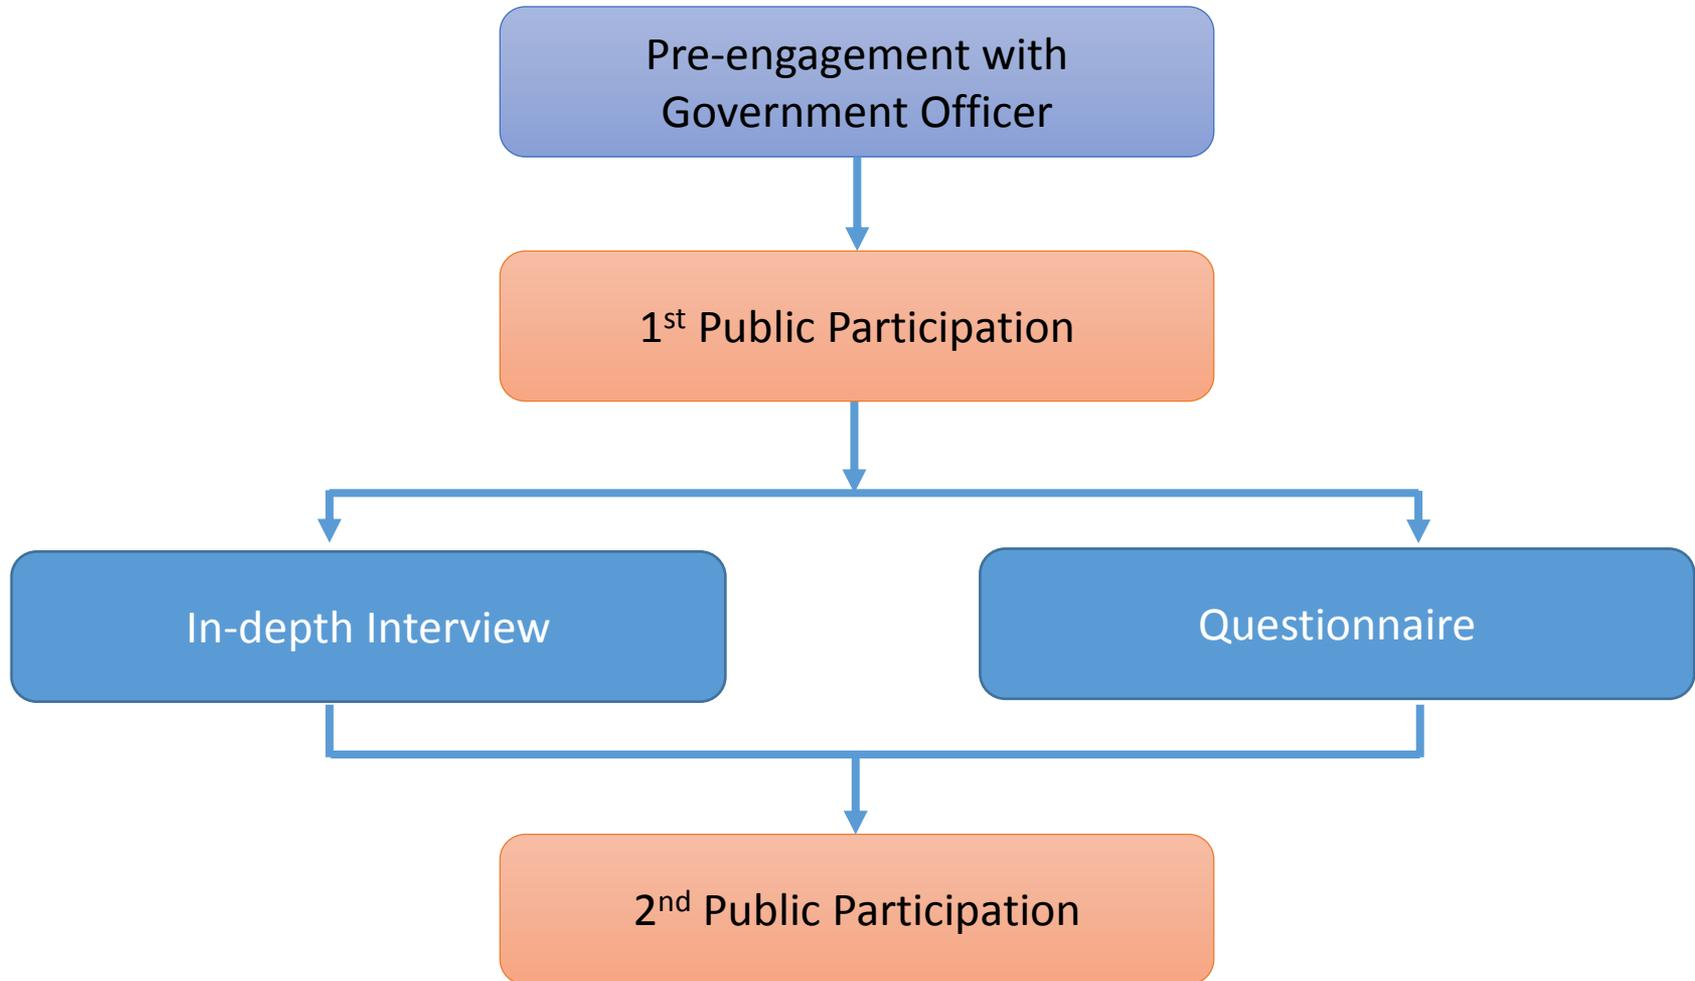 Pre-engagement with
Government Officer
1st Public Participation
In-depth Interview
Questionnaire
2nd Public Participation